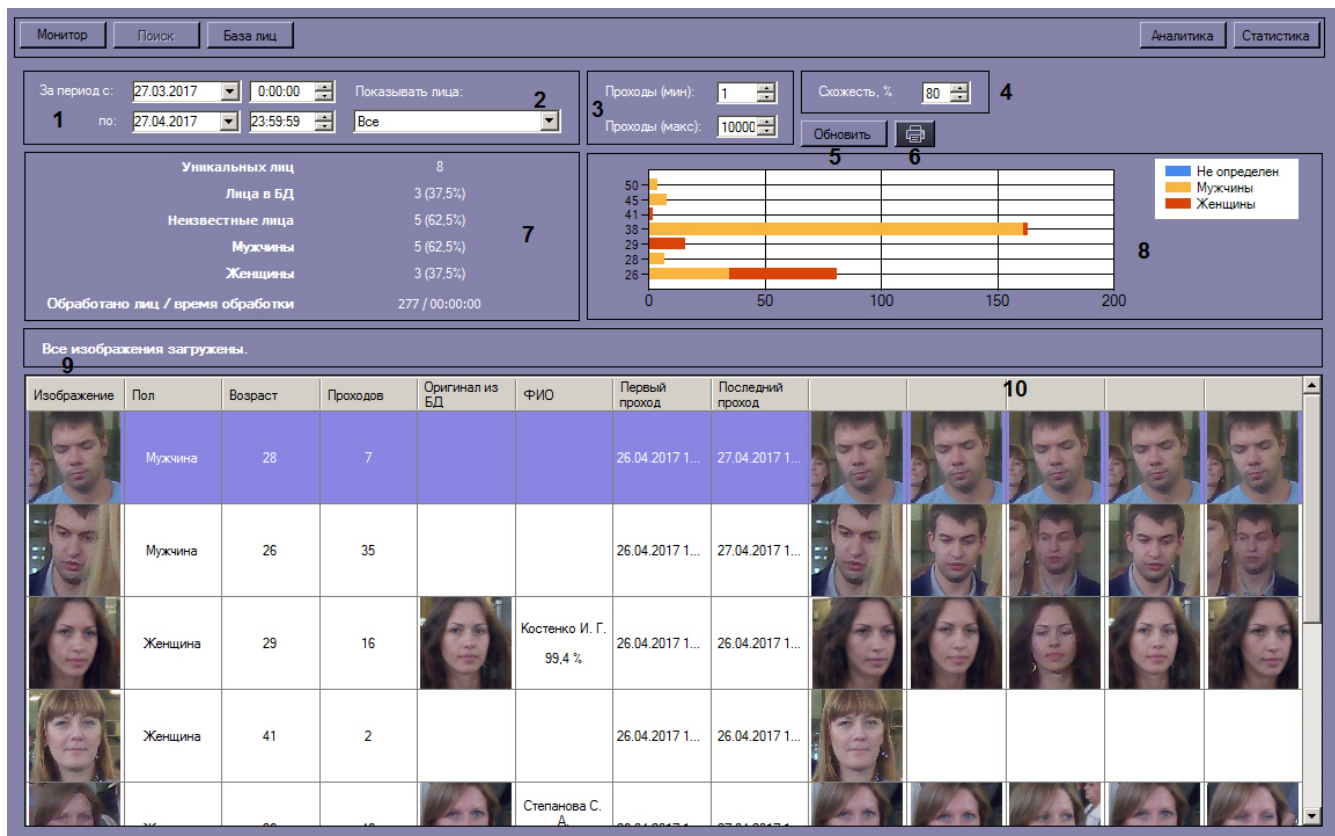 Монитор
Поиск
База лиц
Аналитика
Статистика
За период с:
27.03.2017
0:00:00
Показывать лица:
2
1
по:
27.04.2017
23:59:59
Все
Проходы (мин):
1
3
Проходы (макс):
10000
Схожесть, %
80
4
Обновить
5
6
Уникальных лиц 8
Лица в БД 3 (37,5%)
Неизвестные лица 5 (62,5%)
7
Мужчины 5 (62,5%)
Женщины 3 (37,5%)
Обработано лиц / время обработки 277 / 00:00:00
50
45
41
38
29
28
26
0 50 100 150 200
Не определен
Мужчины
Женщины
8
Все изображения загружены.
9
Изображение
Пол
Возраст
Проходов
Оригинал из
БД
ФИО
Первый
проход
Последний
проход
10
Мужчина 28 7 26.04.2017 1... 27.04.2017 1...
Мужчина 26 35 26.04.2017 1... 27.04.2017 1...
Женщина 29 16
Костенко И. Г.
99,4 %
26.04.2017 1... 26.04.2017 1...
Женщина 41 2 26.04.2017 1... 26.04.2017 1...
Степанова С.
А.